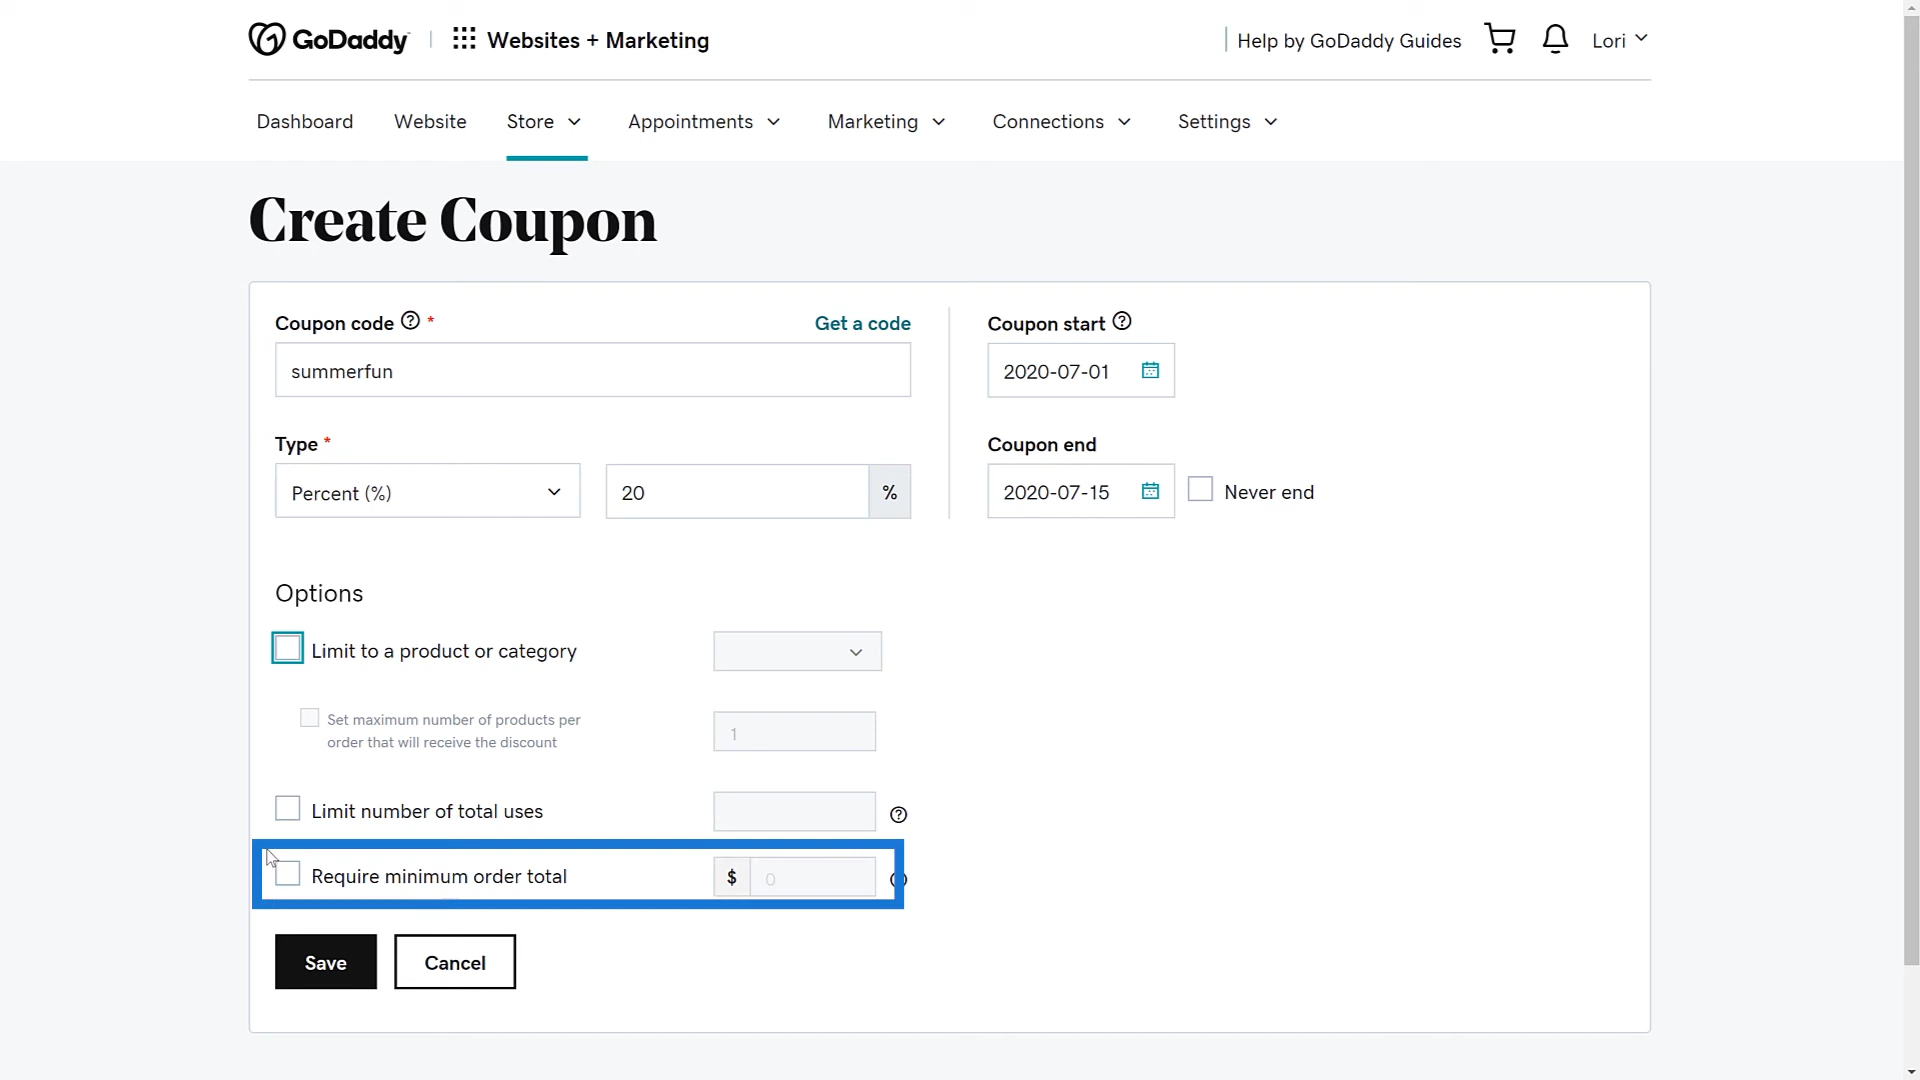 GoDaddy
Websites + Marketing
Help by GoDaddy Guides
Lori
Dashboard
Website
Store
Appointments
Marketing
Connections
Settings
Create Coupon
Coupon code ? *
Get a code
summerfun
Type *
Percent (%)
20
%
Coupon start ?
2020-07-01
Coupon end
2020-07-15
Never end
Options
Limit to a product or category
Set maximum number of products per
order that will receive the discount
1
Limit number of total uses
?
Require minimum order total
$
0
Save
Cancel